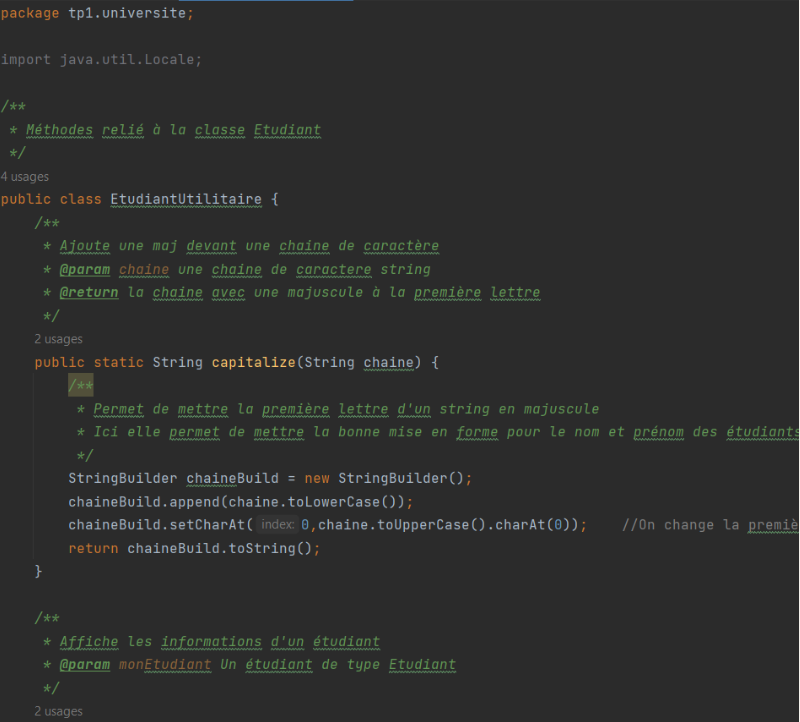 package tp1.universite;
import java.util.Locale;
/**
 * Méthodes relié à la classe Etudiant
 */
4 usages
public class EtudiantUtilitaire {
/**
 * Ajoute une maj devant une chaine de caractère
 * @param chaine une chaine de caractere string
 * @return la chaine avec une majuscule à la première lettre
 */
2 usages
public static String capitalize(String chaine) {
/**
 * Permet de mettre la première lettre d'un string en majuscule
 * Ici elle permet de mettre la bonne mise en forme pour le nom et prénom des étudiants
 */
StringBuilder chaineBuild = new StringBuilder();
chaineBuild.append(chaine.toLowerCase());
chaineBuild.setCharAt( index: 0,chaine.toUpperCase().charAt(0)); //On change la premiè
return chaineBuild.toString();
}
/**
 * Affiche les informations d'un étudiant
 * @param monEtudiant Un étudiant de type Etudiant
 */
2 usages